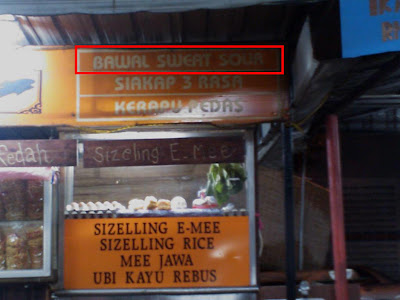 BAWAL SWEAT SOUR
SIAKAP 3 RASA
KERAPU PEDAS
Redah
Sizeling E-Mee
SIZELLING E-MEE
SIZELLING RICE
MEE JAWA
UBI KAYU REBUS